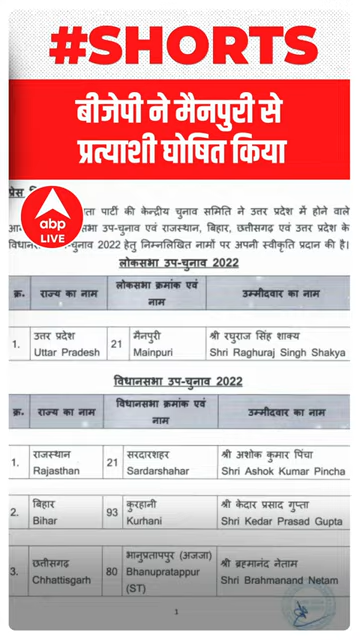 #SHORTS
बीजेपी ने मैनपुरी से
प्रत्याशी घोषित किया
प्रेस
abp
LIVE
ता पार्टी की केन्द्रीय चुनाव समिति ने उत्तर प्रदेश में होने वाले
सभा उप-चुनाव एवं राजस्थान, बिहार, छत्तीसगढ़ एवं उत्तर प्रदेश के
विधान -चुनाव 2022 हेतु निम्नलिखित नामों पर अपनी स्वीकृति प्रदान की है।
लोकसभा उप-चुनाव 2022
क्र. राज्य का नाम लोकसभा क्रमांक एवं नाम उम्मीदवार का नाम
1. उत्तर प्रदेश 21 मैनपुरी श्री रघुराज सिंह शाक्य
Uttar Pradesh Mainpuri Shri Raghuraj Singh Shakya
विधानसभा उप-चुनाव 2022
क्र. राज्य का नाम विधानसभा क्रमांक एवं नाम उम्मीदवार का नाम
1. राजस्थान 21 सरदारशहर श्री अशोक कुमार पिंचा
Rajasthan Sardarshahar Shri Ashok Kumar Pincha
2. बिहार 93 कुरहानी श्री केदार प्रसाद गुप्ता
Bihar Kurhani Shri Kedar Prasad Gupta
3. छत्तीसगढ़ 80 भानुप्रतापपुर (अजजा) श्री ब्रहमानंद नेताम
Chhattisgarh Bhanupratappur Shri Brahmanand Netam
(ST)
1